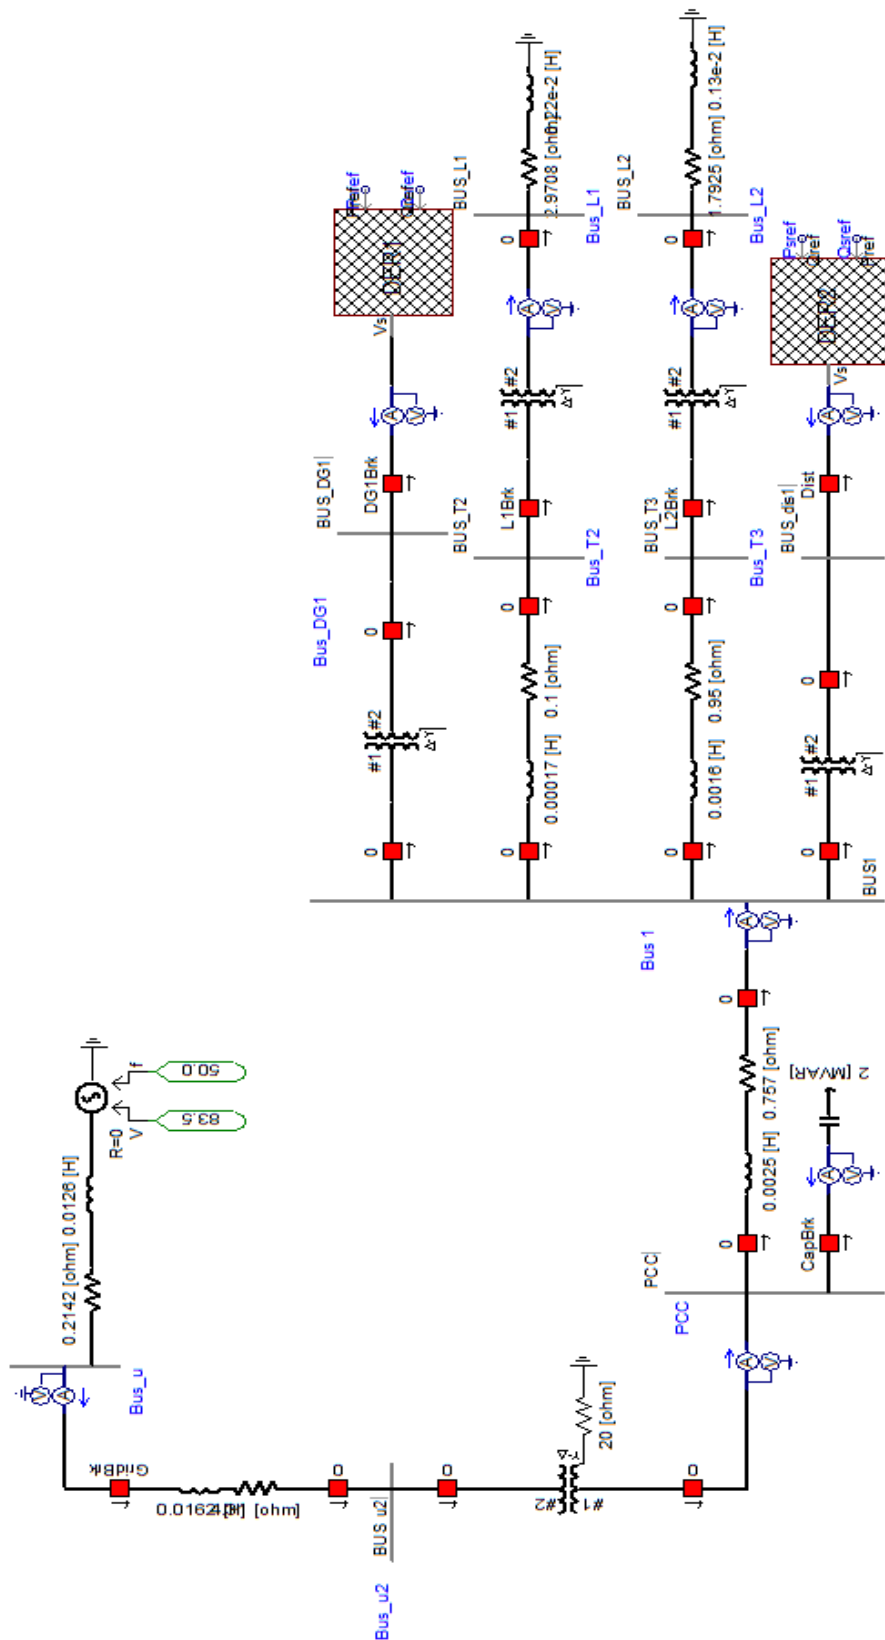 BUS_DG1|
BUS_T2
Bus_DG1
DG1Brk
Vs
DER1
0
#1
#2
0
BUS_L1
Bus_L1
2.9708 [ohm]
0
#1
#2
L1Brk
Bus_T2
0
0.1 [ohm]
0.00017 [H]
0
BUS_L2
Bus_L2
1.7925 [ohm]
0.13e-2 [H]
0
#1
#2
BUS_T3
L2Brk
Bus_T3
0
0.95 [ohm]
0.0016 [H]
0
Psref
Qsref
DER2
Vs
BUS_dis1|
Dist
0
#1
#2
0
BUS1
Bus 1
0
0.757 [ohm]
0.0025 [H]
0
2 [MVAR]
CapBrk
PCC|
PCC
R=0
V
f
50.0
83.5
S
0.2142 [ohm]
0.0126 [H]
Bus_u
GridBrk
[ohm]
0
BUS u2|
Bus_u2
0
#1
#2
20 [ohm]
0